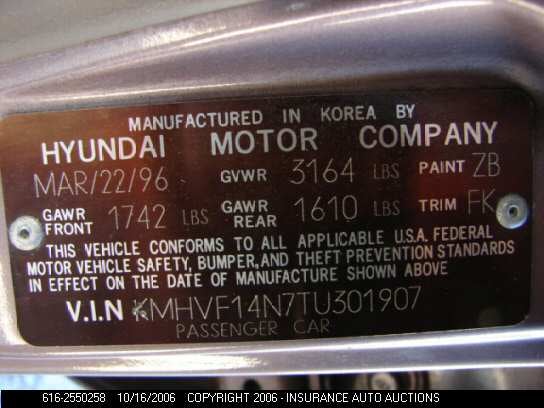 MANUFACTURED IN KOREA BY
HYUNDAI MOTOR COMPANY
MAR/22/96 GVWR 3164 LBS PAINT ZB
GAWR FRONT 1742 LBS GAWR REAR 1610 LBS TRIM FK
THIS VEHICLE CONFORMS TO ALL APPLICABLE U.S.A. FEDERAL
MOTOR VEHICLE SAFETY, BUMPER, AND THEFT PREVENTION STANDARDS
IN EFFECT ON THE DATE OF MANUFACTURE SHOWN ABOVE
V.I.N KMHVF14N7TU301907
PASSENGER CAR
616-2550258 10/16/2006 COPYRIGHT 2006 - INSURANCE AUTO AUCTIONS